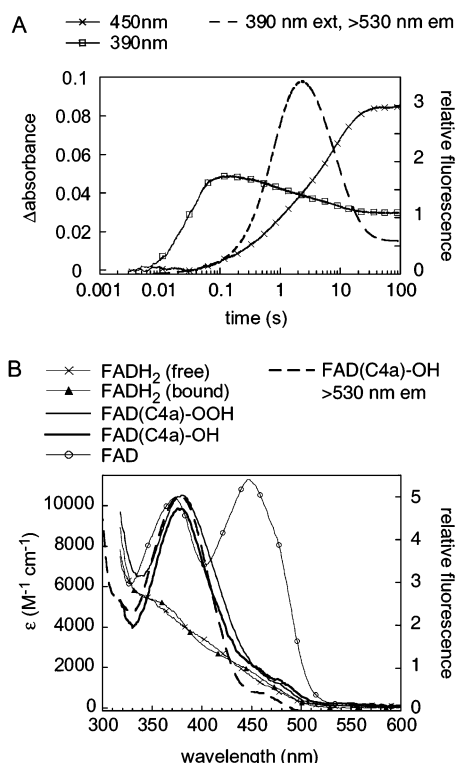 A
450nm
390nm
390 nm ext, >530 nm em
Δabsorbance
0.1
0.08
0.06
0.04
0.02
0
relative fluorescence
3
2
1
0
0.001 0.01 0.1 1 10 100
time (s)
B
FADH2 (free)
FADH2 (bound)
FAD(C4a)-OOH
FAD(C4a)-OH
FAD
FAD(C4a)-OH
>530 nm em
ε (M-1 cm-1)
10000
8000
6000
4000
2000
0
relative fluorescence
5
4
3
2
1
0
300 350 400 450 500 550 600
wavelength (nm)